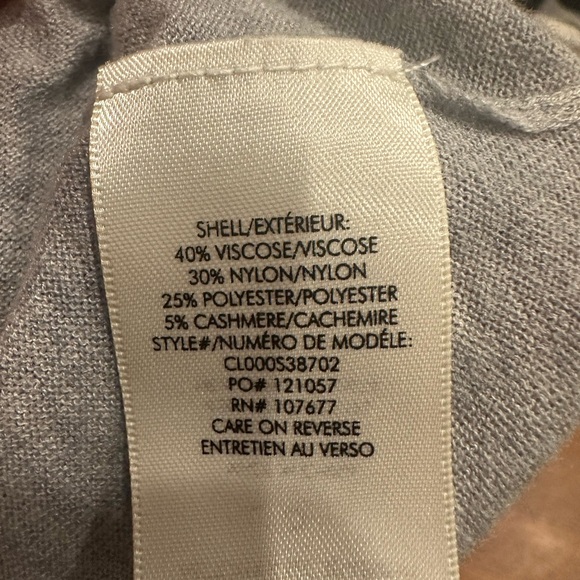 SHELL/EXTÉRIEUR:
40% VISCOSE/VISCOSE
30% NYLON/NYLON
25% POLYESTER/POLYESTER
5% CASHMERE/CACHEMIRE
STYLE#/NUMÉRO DE MODÉLE:
CL000S38702
PO# 121057
RN# 107677
CARE ON REVERSE
ENTRETIEN AU VERSO